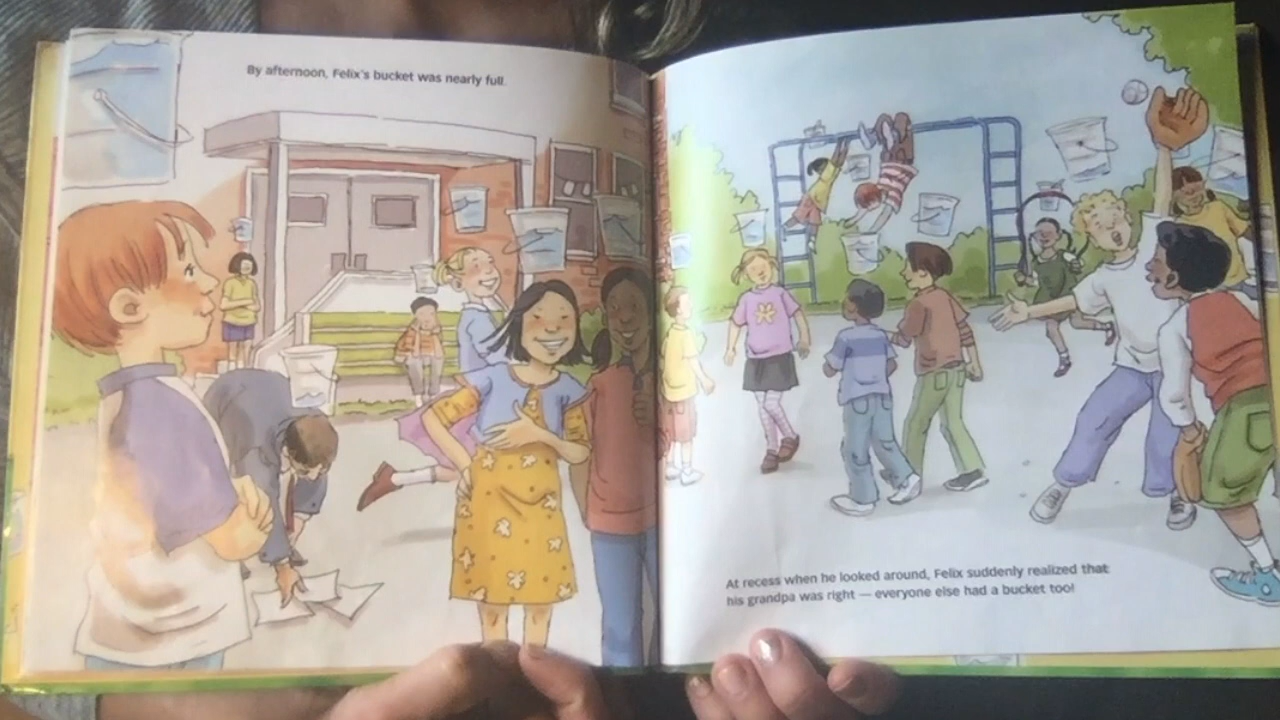 By afternoon, Felix's bucket was nearly full.
At recess when he looked around, Felix suddenly realized that
his grandpa was right — everyone else had a bucket too!